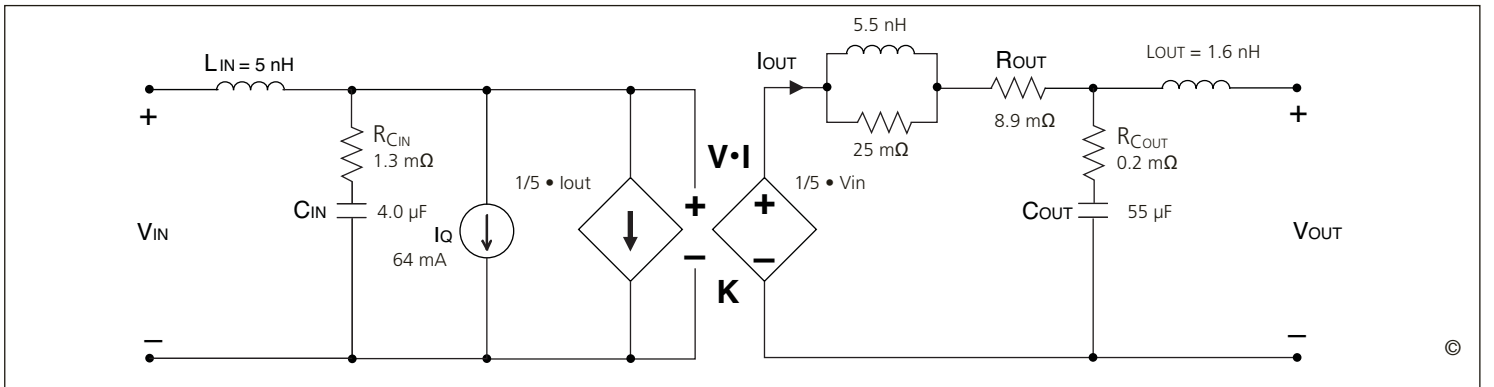 5.5 nH
LIN = 5 nH
IOUT
ROUT
LOUT = 1.6 nH
+
+
RCIN
1.3 mΩ
8.9 mΩ
RCOUT
0.2 mΩ
25 mΩ
V•I
1/5 • Iout
1/5 • Vin
+
+
CIN
4.0 µF
COUT
55 µF
VIN
IQ
VOUT
64 mA
–
–
K
–
–
©